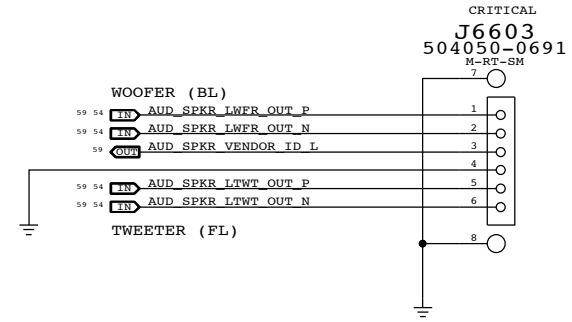 CRITICAL
J6603
504050-0691
M-RT-SM
7
WOOFER (BL)
59 54 IN AUD_SPKR_LWFR_OUT_P 1
59 54 IN AUD_SPKR_LWFR_OUT_N 2
59 OUT AUD_SPKR_VENDOR_ID_L 3
4
59 54 IN AUD_SPKR_LTWT_OUT_P 5
59 54 IN AUD_SPKR_LTWT_OUT_N 6
TWEETER (FL)
8